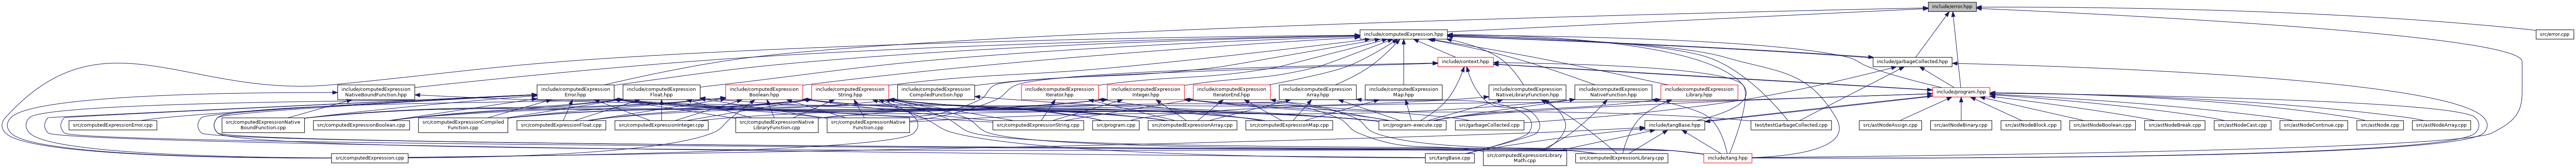 include/error.hpp
include/computedExpression.hpp
src/error.cpp
include/context.hpp
include/garbageCollected.hpp
include/computedExpression
NativeBoundFunction.hpp
include/computedExpression
Error.hpp
include/computedExpression
Float.hpp
include/computedExpression
Boolean.hpp
include/computedExpression
String.hpp
include/computedExpression
CompiledFunction.hpp
include/computedExpression
Iterator.hpp
include/computedExpression
Integer.hpp
include/computedExpression
IteratorEnd.hpp
include/computedExpression
Array.hpp
include/computedExpression
Map.hpp
include/computedExpression
NativeLibraryFunction.hpp
include/computedExpression
NativeFunction.hpp
include/computedExpression
Library.hpp
include/program.hpp
src/computedExpressionError.cpp
src/computedExpressionNative
BoundFunction.cpp
src/computedExpressionBoolean.cpp
src/computedExpressionCompiled
Function.cpp
src/computedExpressionFloat.cpp
src/computedExpressionInteger.cpp
src/computedExpressionNative
LibraryFunction.cpp
src/computedExpressionNative
Function.cpp
src/computedExpressionString.cpp
src/program.cpp
src/computedExpressionArray.cpp
src/computedExpressionMap.cpp
src/program-execute.cpp
src/garbageCollected.cpp
include/tangBase.hpp
test/testGarbageCollected.cpp
src/astNodeAssign.cpp
src/astNodeBinary.cpp
src/astNodeBlock.cpp
src/astNodeBoolean.cpp
src/astNodeBreak.cpp
src/astNodeCast.cpp
src/astNodeContinue.cpp
src/astNode.cpp
src/astNodeArray.cpp
src/computedExpression.cpp
src/tangBase.cpp
src/computedExpressionLibrary
Math.cpp
src/computedExpressionLibrary.cpp
include/tang.hpp